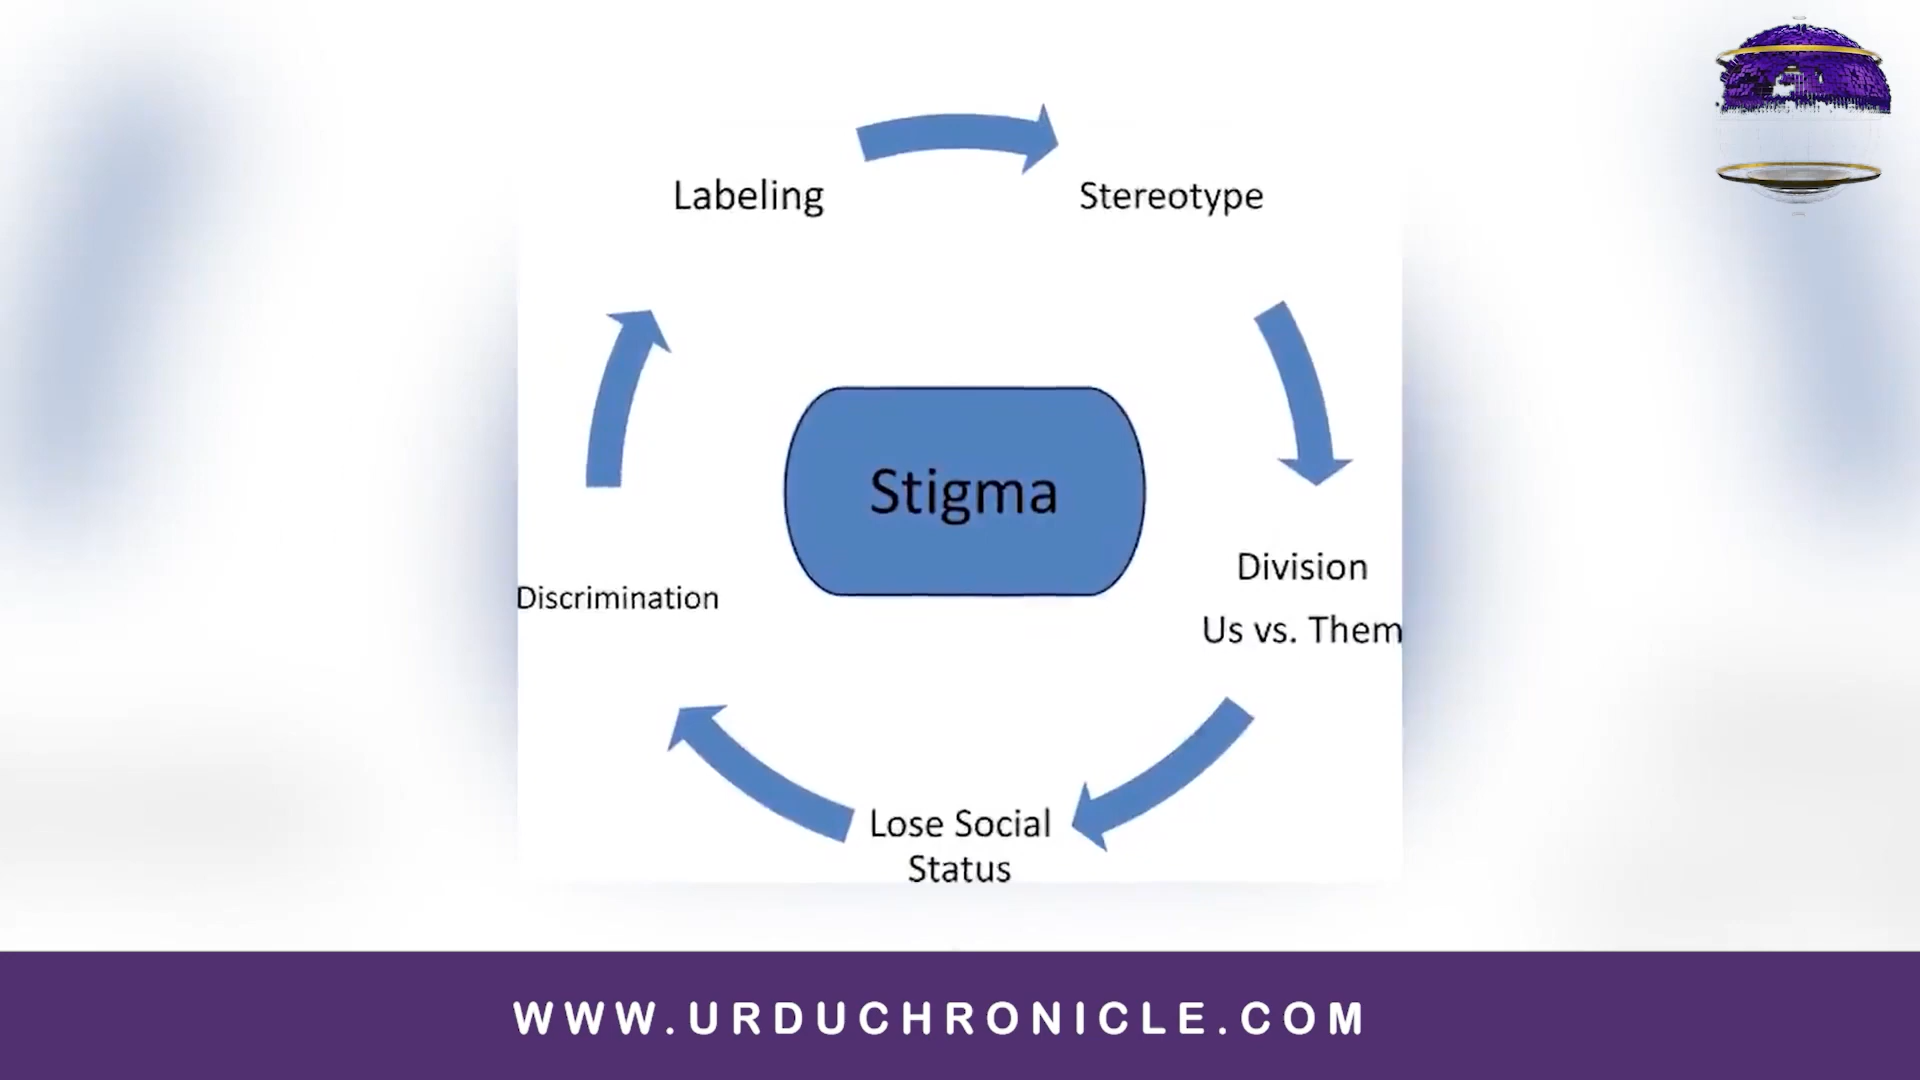 Labeling
Stereotype
Stigma
Division
Us vs. Them
Discrimination
Lose Social
Status
WWW.URDUCHRONICLE.COM